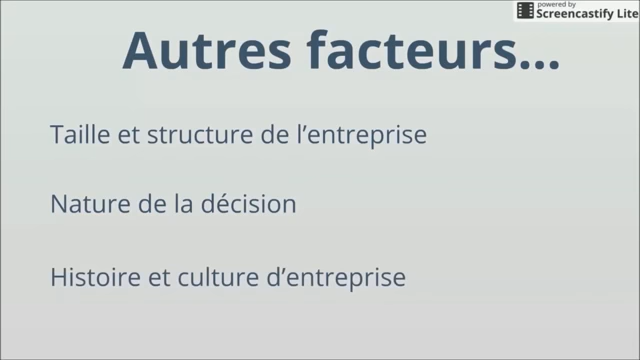 powered by
Screencastify Lite
Autres facteurs...
Taille et structure de l’entreprise
Nature de la décision
Histoire et culture d’entreprise